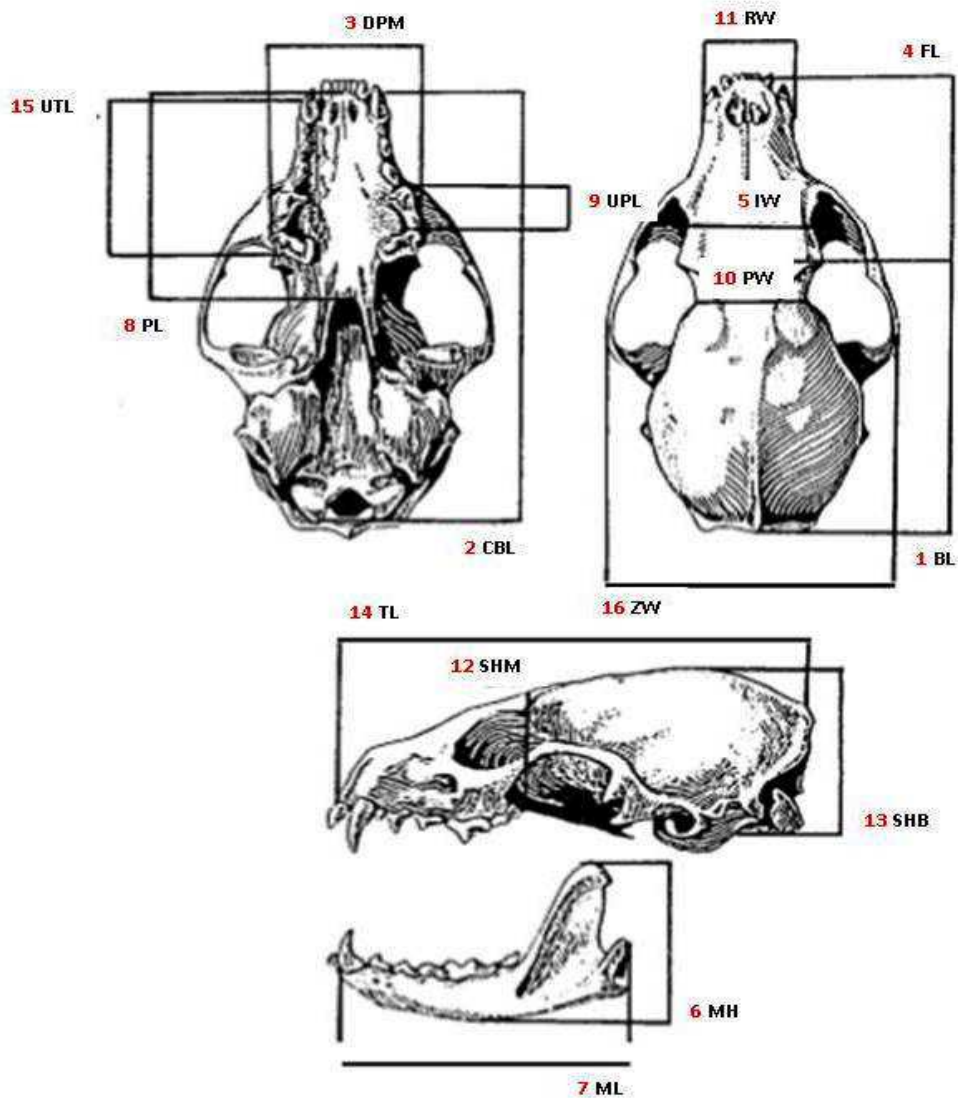 11 RW
3 DPM
4 FL
15 UTL
9 UPL
5 IW
10 PW
8 PL
2 CBL
1 BL
14 TL
16 ZW
12 SHM
13 SHB
6 MH
7 ML